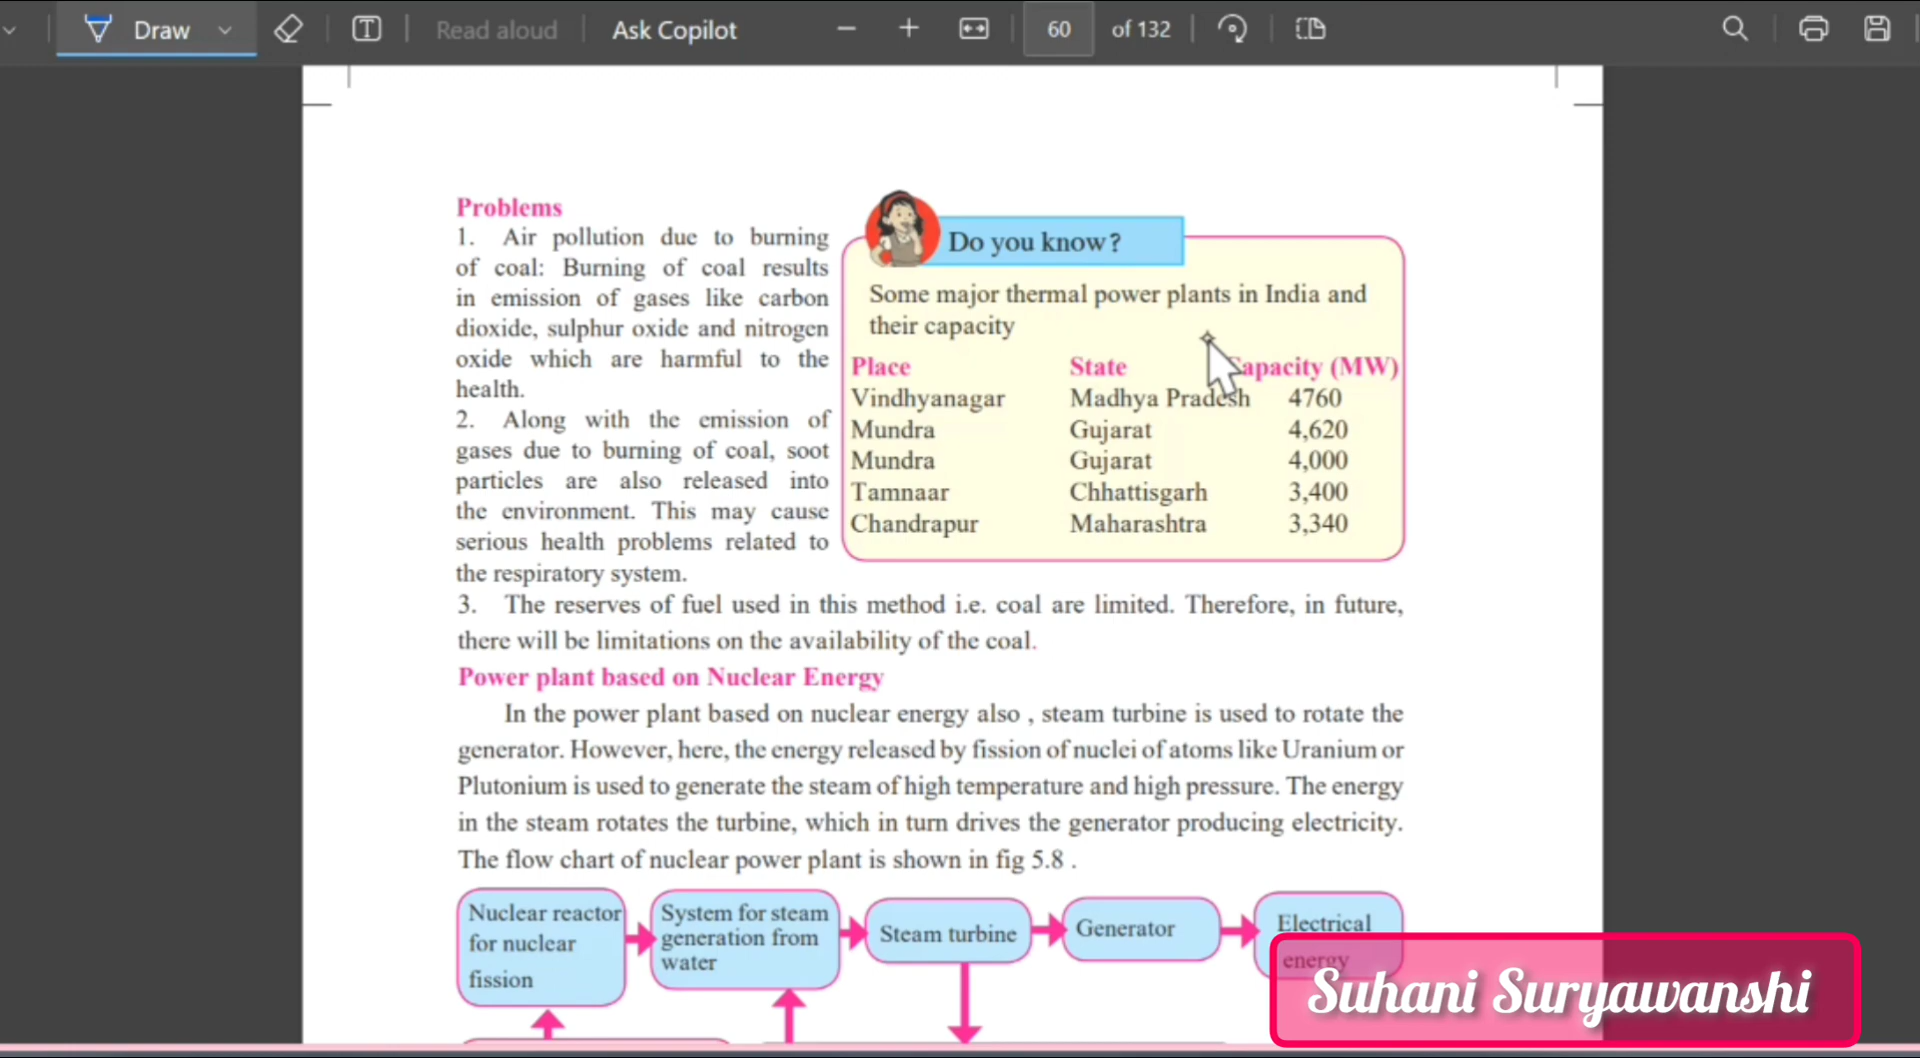 Draw
Read aloud
Ask Copilot
60 of 132
Problems
1. Air pollution due to burning
of coal: Burning of coal results
in emission of gases like carbon
dioxide, sulphur oxide and nitrogen
oxide which are harmful to the
health.
2. Along with the emission of
gases due to burning of coal, soot
particles are also released into
the environment. This may cause
serious health problems related to
the respiratory system.
Do you know?
Some major thermal power plants in India and
their capacity
Place State Capacity (MW)
Vindhyanagar Madhya Pradesh 4760
Mundra Gujarat 4,620
Mundra Gujarat 4,000
Tamnaar Chhattisgarh 3,400
Chandrapur Maharashtra 3,340
3. The reserves of fuel used in this method i.e. coal are limited. Therefore, in future,
there will be limitations on the availability of the coal.
Power plant based on Nuclear Energy
In the power plant based on nuclear energy also , steam turbine is used to rotate the
generator. However, here, the energy released by fission of nuclei of atoms like Uranium or
Plutonium is used to generate the steam of high temperature and high pressure. The energy
in the steam rotates the turbine, which in turn drives the generator producing electricity.
The flow chart of nuclear power plant is shown in fig 5.8 .
Nuclear reactor
for nuclear
fission
System for steam
generation from
water
Steam turbine
Generator
Electrical
energy
Suhani Suryawanshi